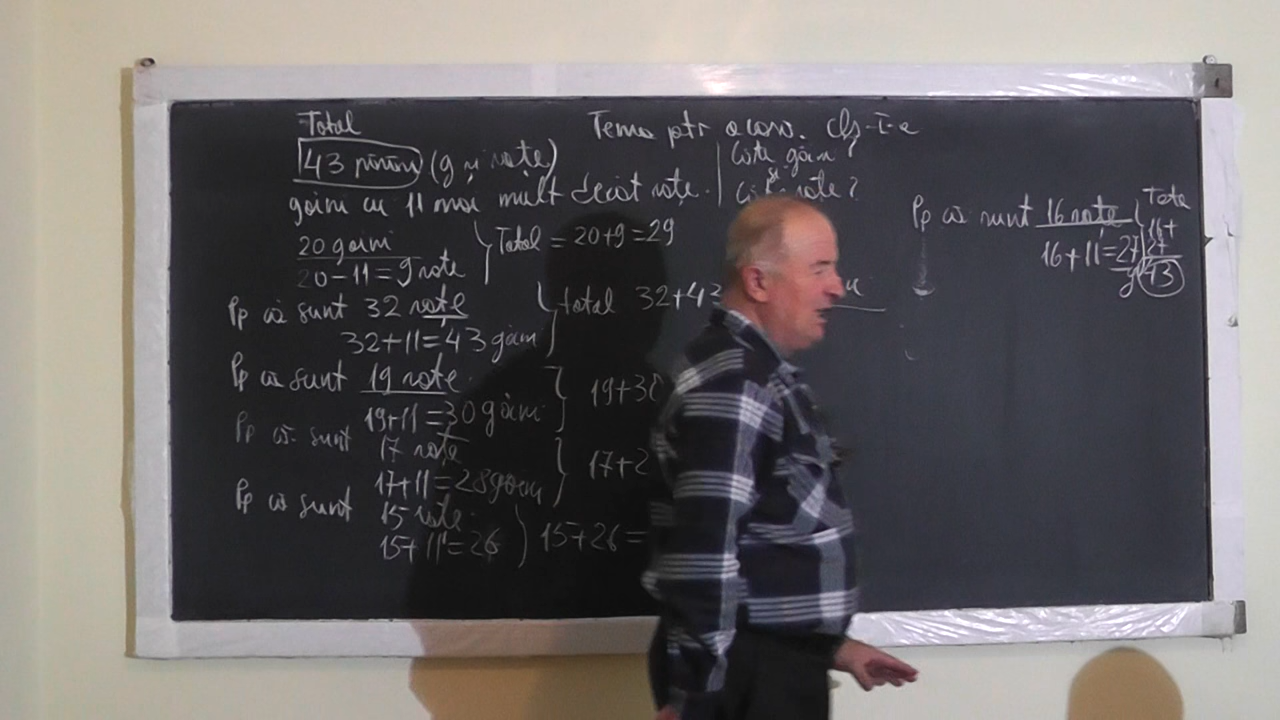 Total
Tema ptr acasă. cls-I-a
43 păsări (g și rațe)
Câte găini?
și
găini cu 11 mai mult decât rațe.
rațe?
20 găini
Total = 20+9=29
20-11=9 rațe
Pp că sunt 32 rațe
total 32+43
32+11=43 găini
Pp că sunt 19 rațe
19+11=30 găini
19+30
Pp că sunt
17 rațe
17+11=28 găini
17+2
Pp că sunt
15 rațe
15+11=26
15+26=
Pp că sunt 16 rațe
16+11=27
g
Total
16+
27
43